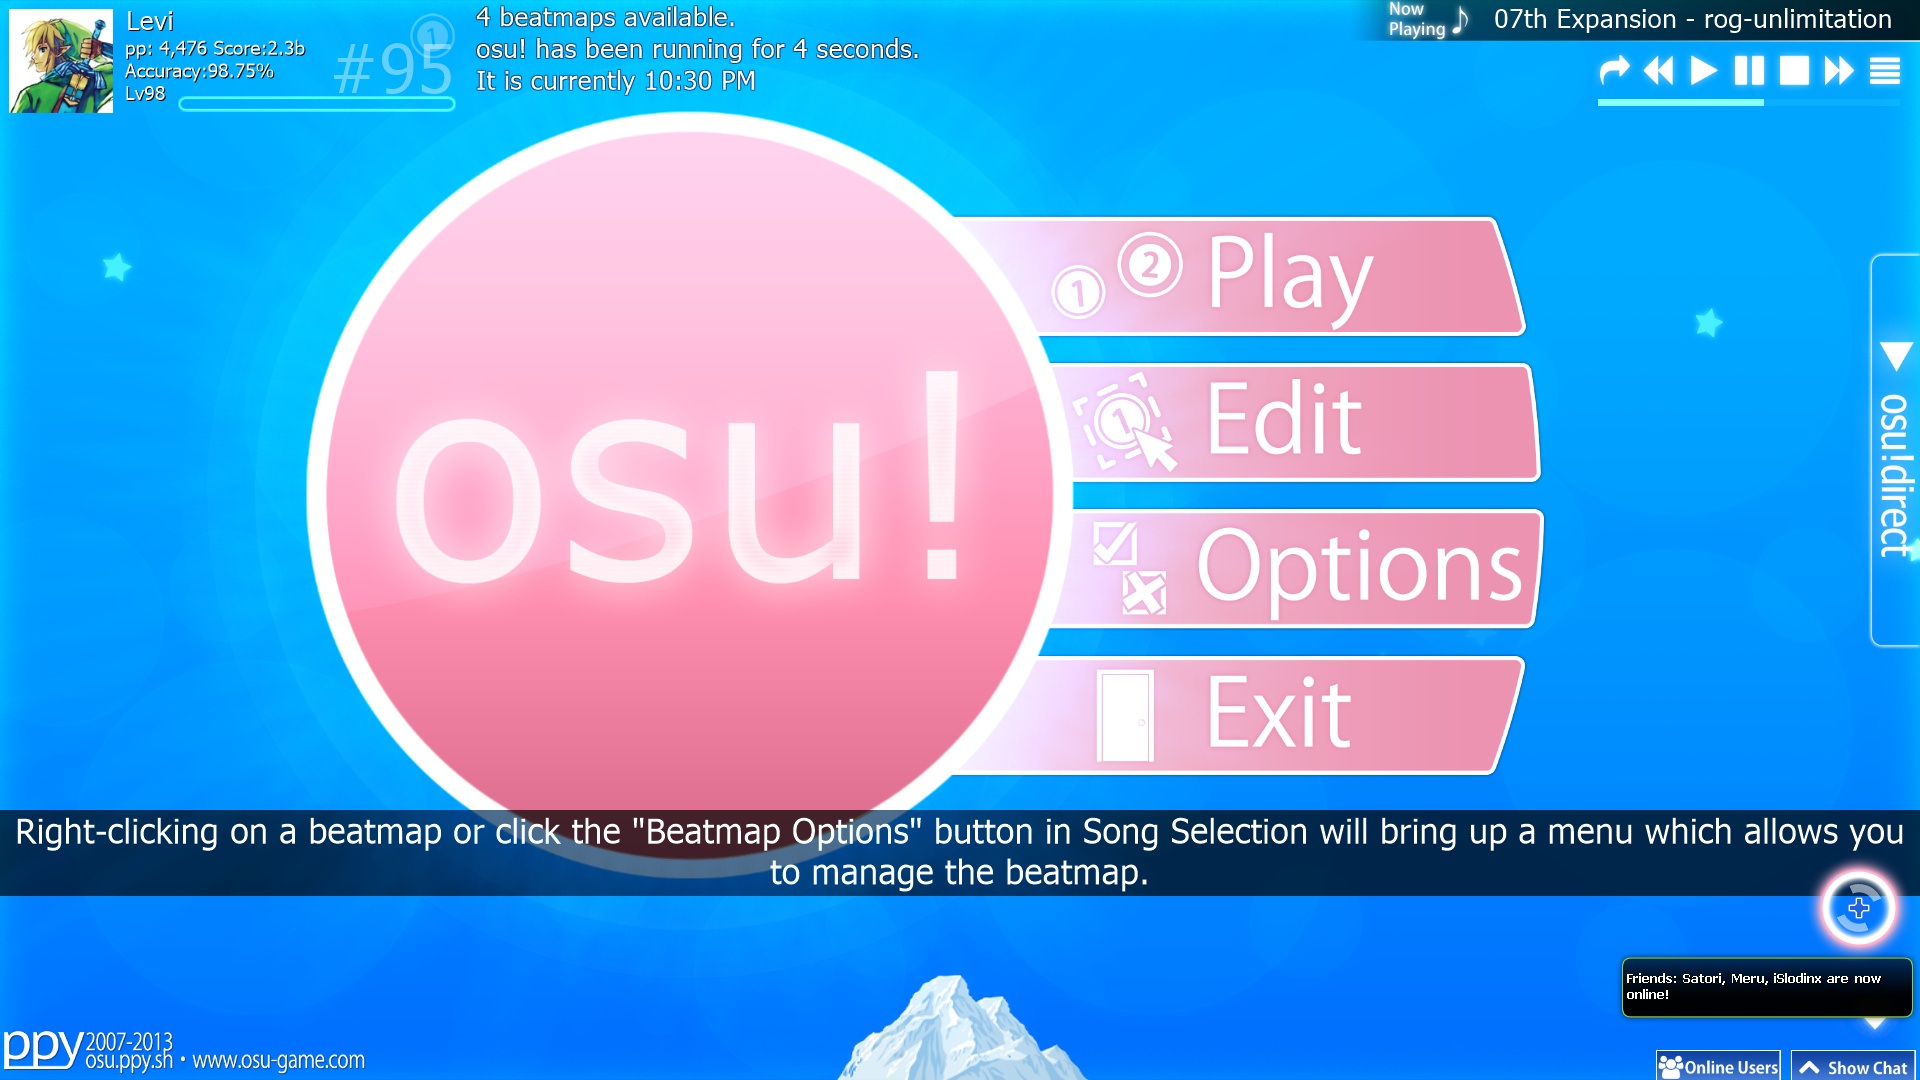 Levi
pp: 4,476 Score:2.3b
Accuracy:98.75%
Lv98
#95
1
4 beatmaps available.
osu! has been running for 4 seconds.
It is currently 10:30 PM
Now
Playing
07th Expansion - rog-unlimitation
osu!
1 2 Play
1 Edit
Options
Exit
osu!direct
Right-clicking on a beatmap or click the "Beatmap Options" button in Song Selection will bring up a menu which allows you
to manage the beatmap.
Friends: Satori, Meru, iSlodinx are now
online!
ppy 2007-2013
osu.ppy.sh • www.osu-game.com
Online Users
Show Chat